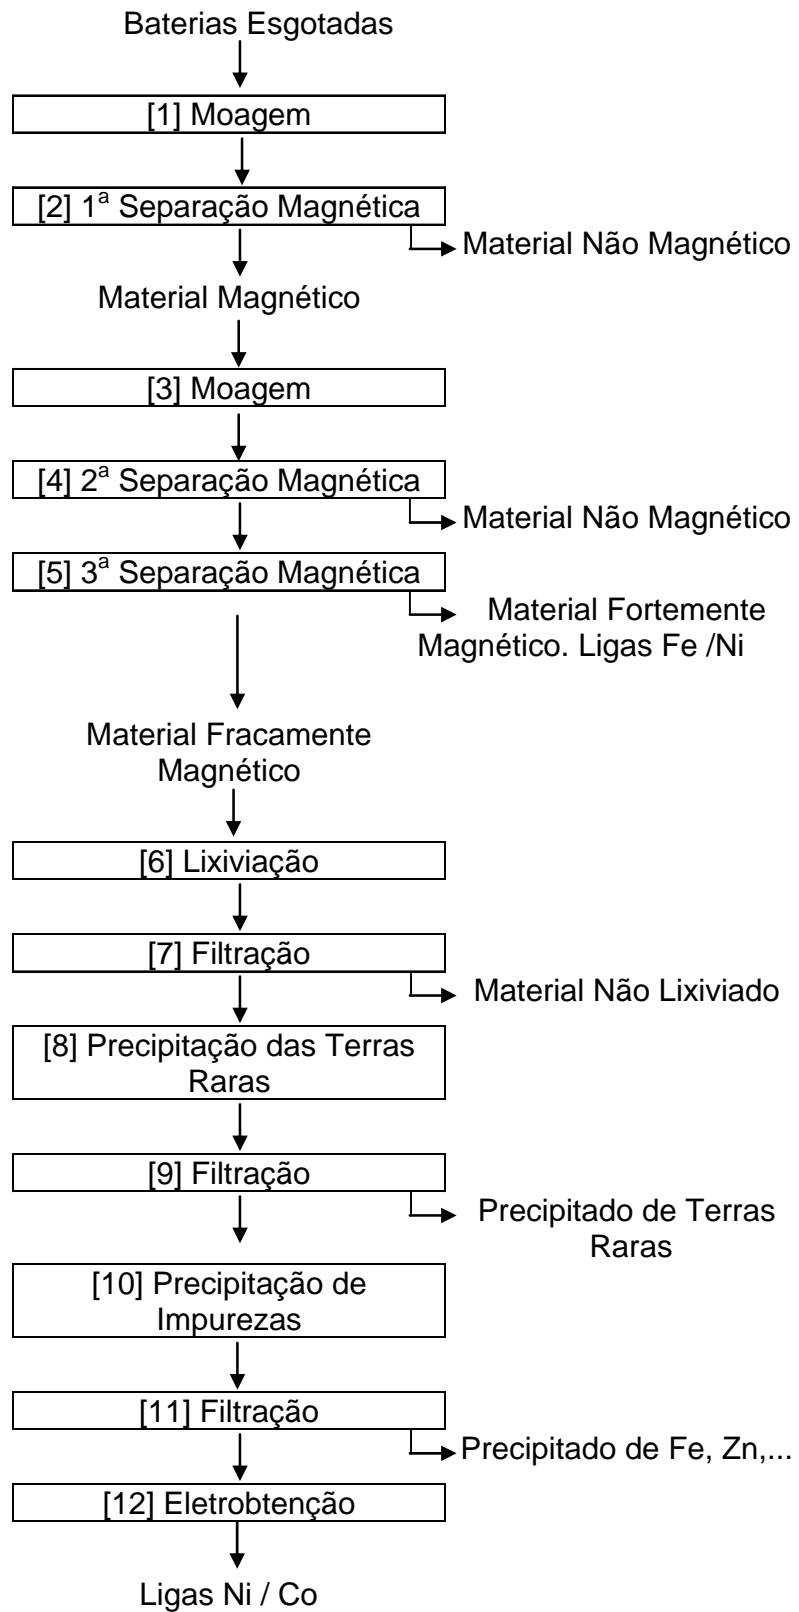 Baterias Esgotadas
[1] Moagem
[2] 1ª Separação Magnética
Material Não Magnético
Material Magnético
[3] Moagem
[4] 2ª Separação Magnética
Material Não Magnético
[5] 3ª Separação Magnética
Material Fortemente
Magnético. Ligas Fe /Ni
Material Fracamente
Magnético
[6] Lixiviação
[7] Filtração
Material Não Lixiviado
[8] Precipitação das Terras
Raras
[9] Filtração
Precipitado de Terras
Raras
[10] Precipitação de
Impurezas
[11] Filtração
Precipitado de Fe, Zn,...
[12] Eletrobtenção
Ligas Ni / Co